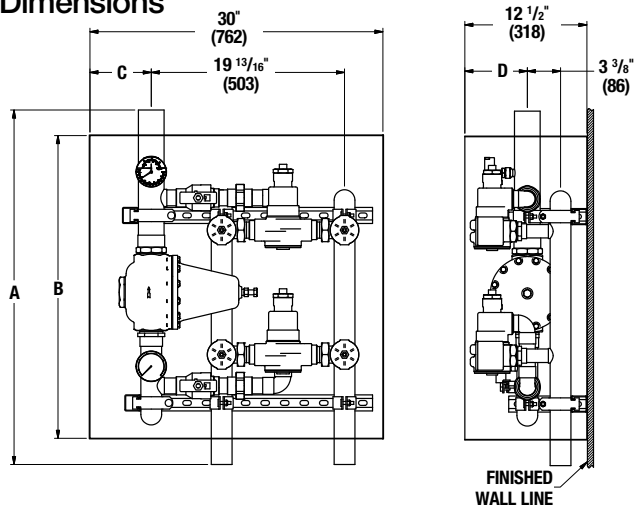 Dimensions
30"
(762)
C
19 13/16"
(503)
A
B
12 1/2"
(318)
D
3 3/8"
(86)
FINISHED
WALL LINE